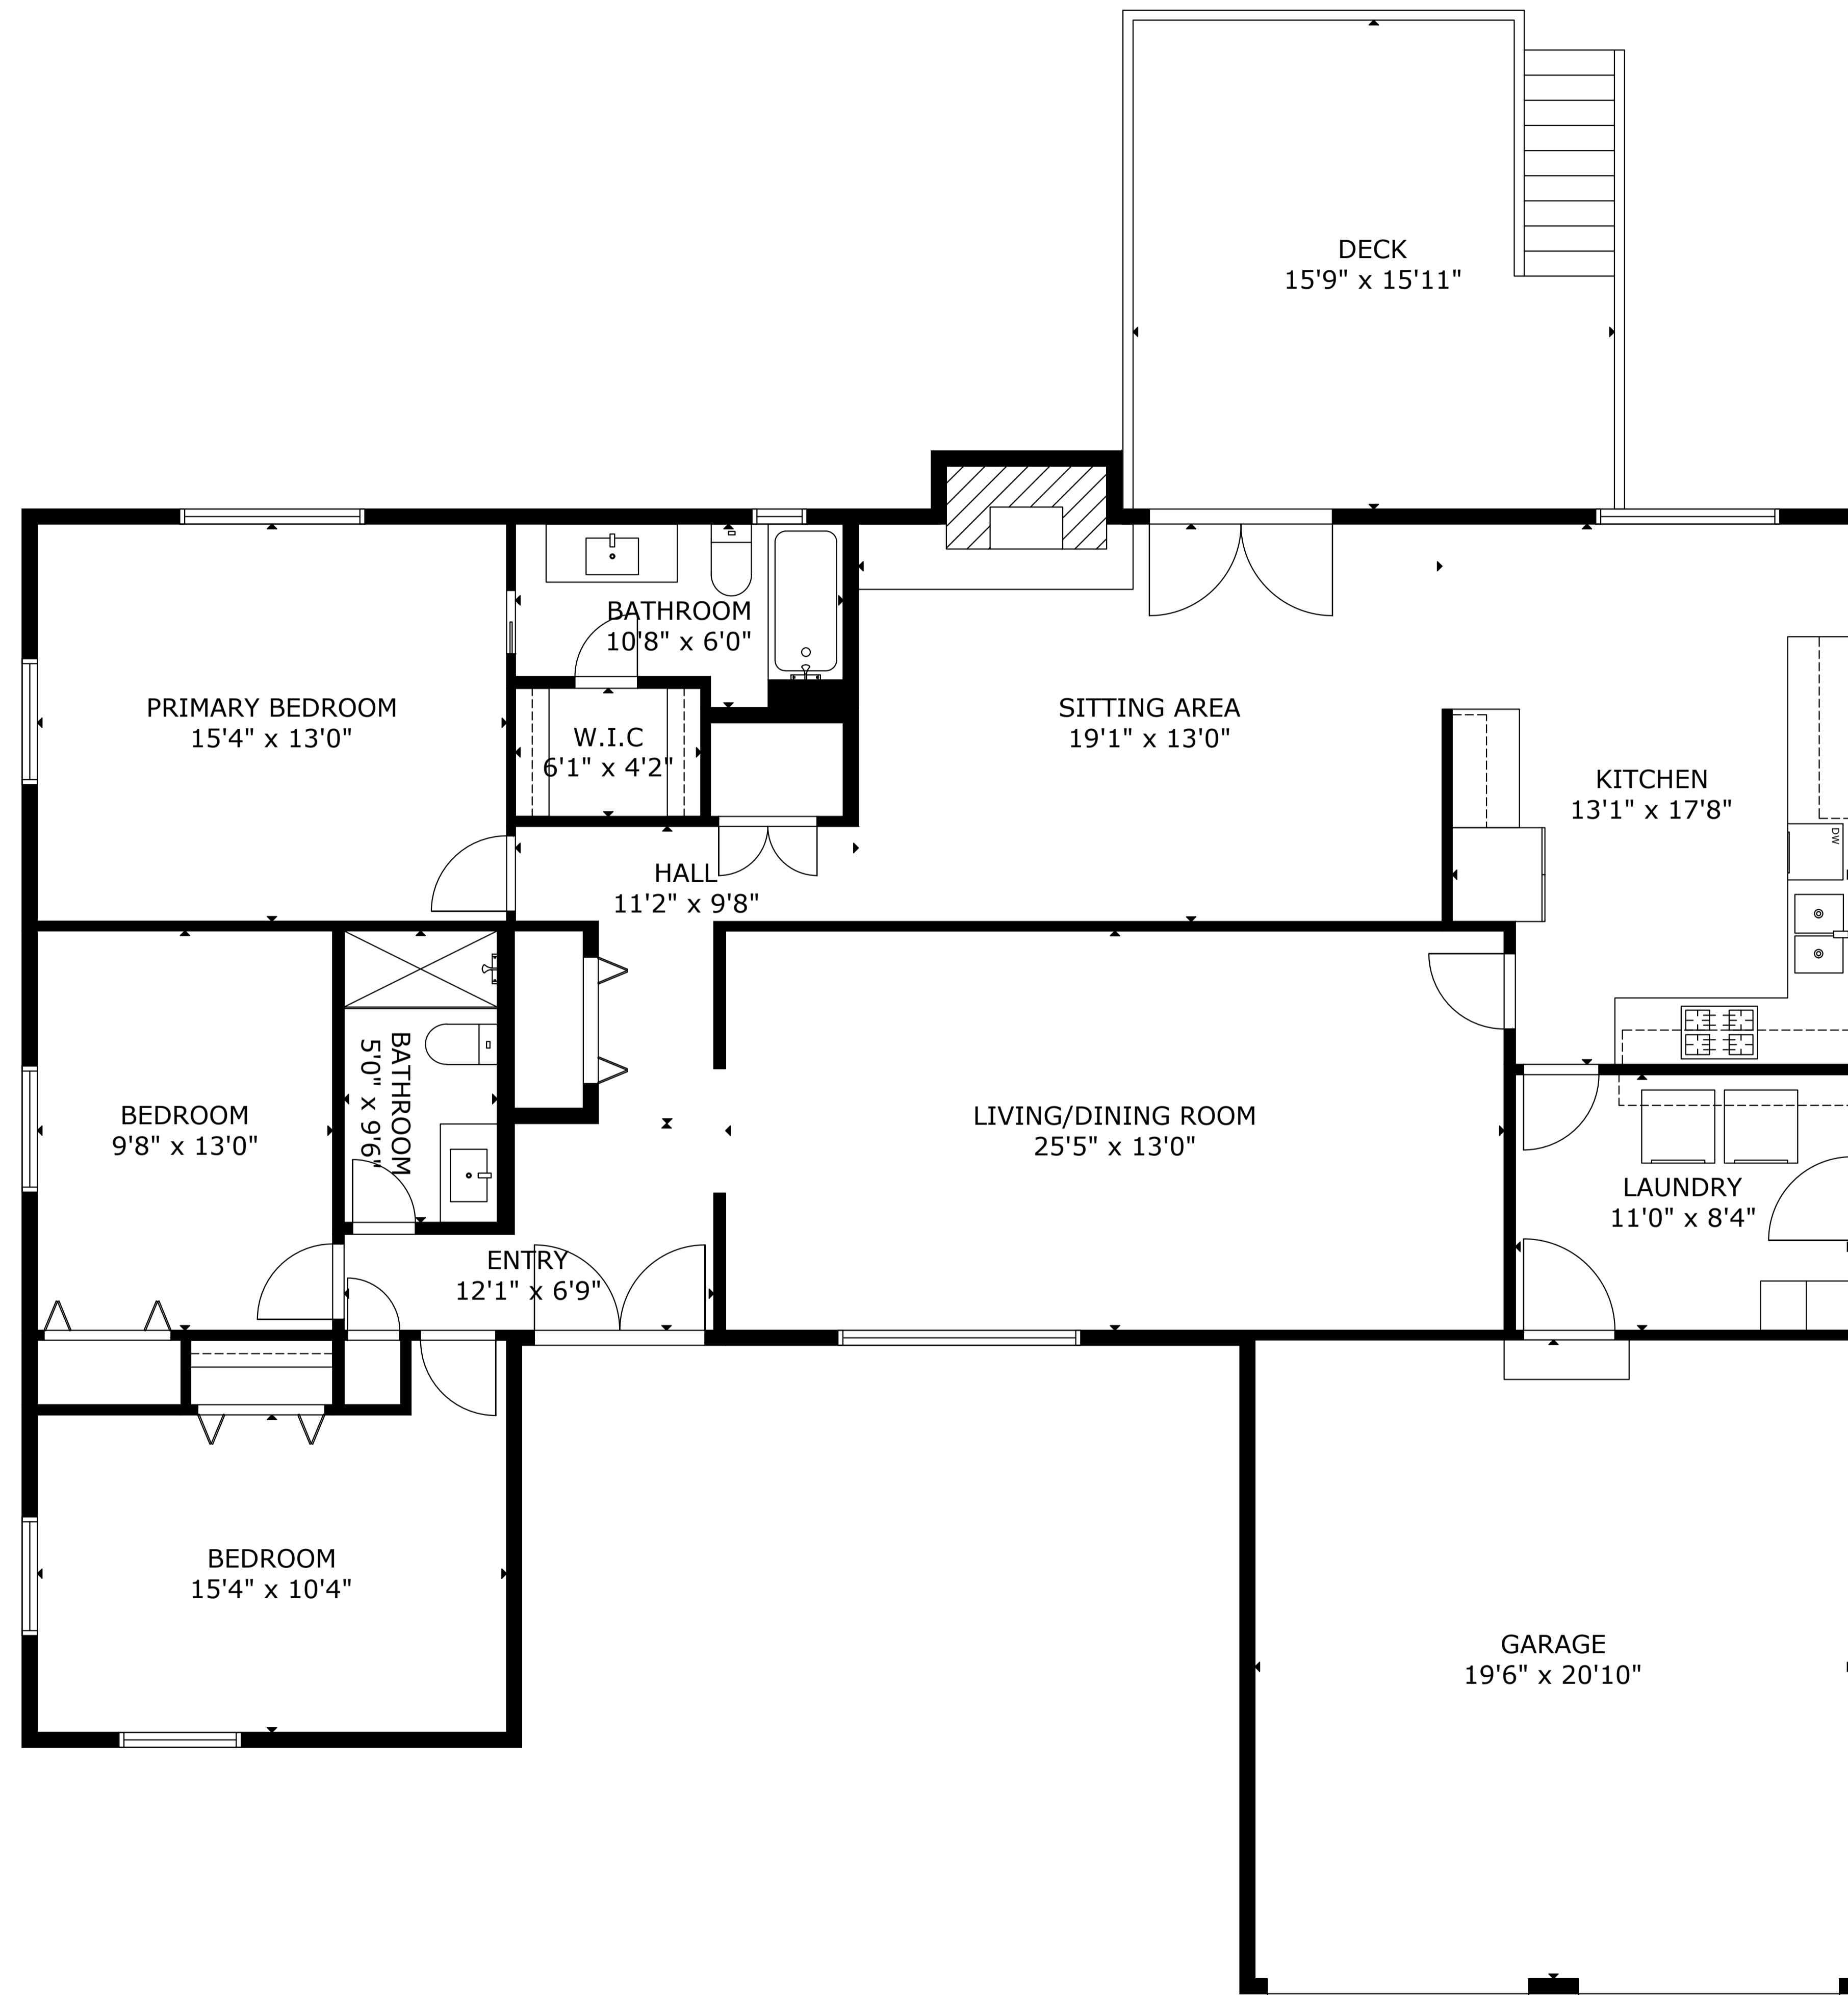 DECK
15'9" x 15'11"
BATHROOM
10'8" x 6'0"
PRIMARY BEDROOM
15'4" x 13'0"
W.I.C
6'1" x 4'2"
SITTING AREA
19'1" x 13'0"
KITCHEN
13'1" x 17'8"
DW
HALL
11'2" x 9'8"
BEDROOM
9'8" x 13'0"
BATHROOM
5'0" x 9'6"
LIVING/DINING ROOM
25'5" x 13'0"
LAUNDRY
11'0" x 8'4"
ENTRY
12'1" x 6'9"
BEDROOM
15'4" x 10'4"
GARAGE
19'6" x 20'10"